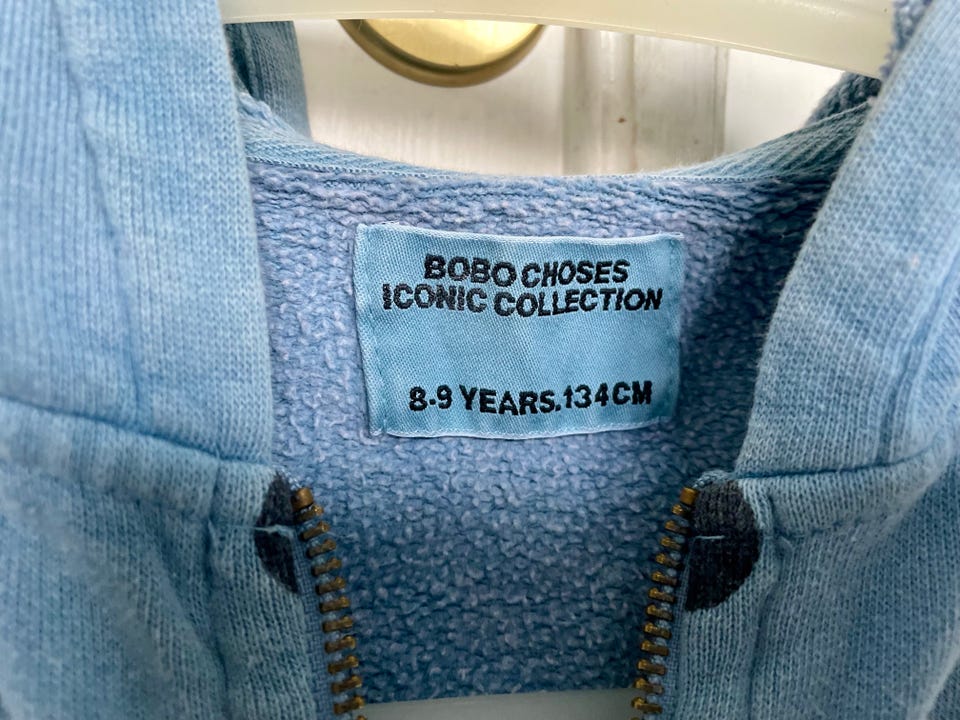 BOBO CHOSES
ICONIC COLLECTION
8-9 YEARS.134CM